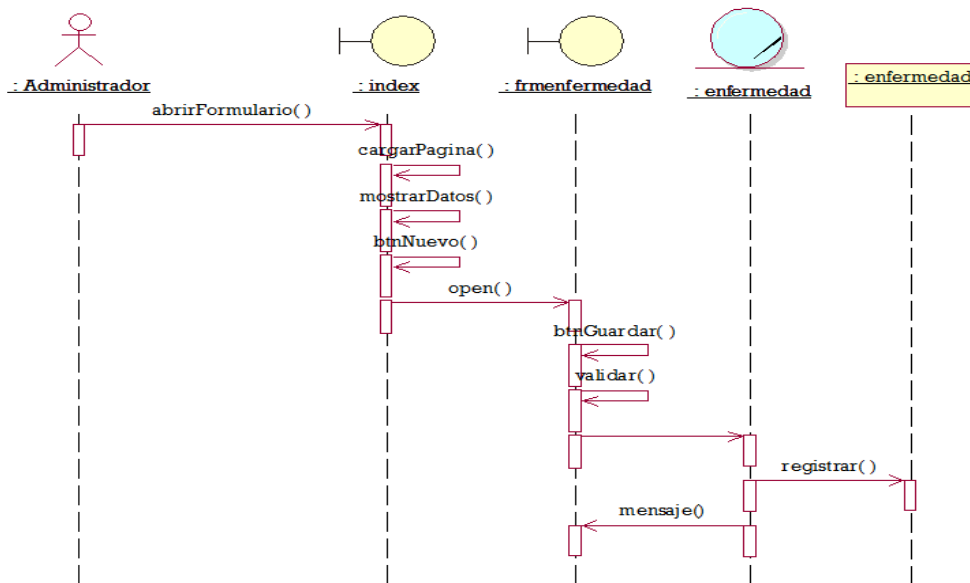 : Administrador
: index
: frmenfermedad
: enfermedad
: enfermedad
abrirFormulario( )
cargarPagina( )
mostrarDatos( )
btnNuevo( )
open( )
btnGuardar( )
validar( )
registrar( )
mensaje()